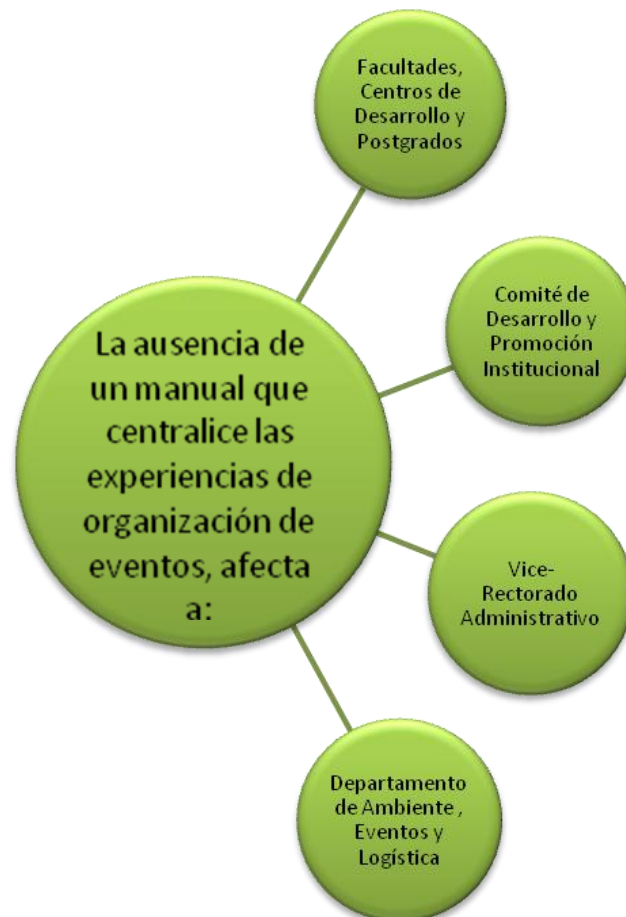 Facultades,
Centros de
Desarrollo y
Postgrados
La ausencia de
un manual que
centralice las
experiencias de
organización de
eventos, afecta
a:
Comité de
Desarrollo y
Promoción
Institucional
Vice-
Rectorado
Administrativo
Departamento
de Ambiente ,
Eventos y
Logística